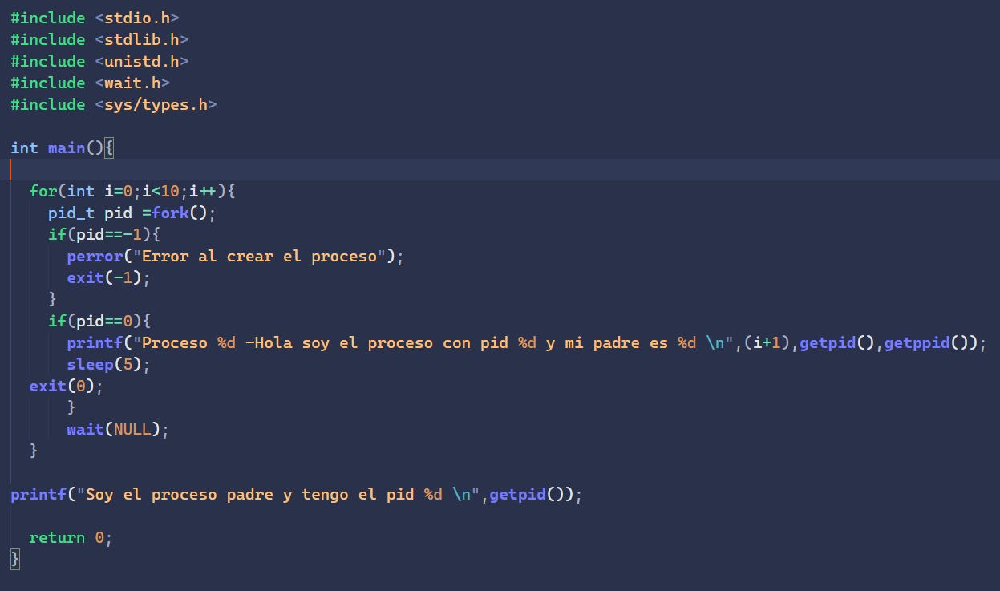 #include <stdio.h>
#include <stdlib.h>
#include <unistd.h>
#include <wait.h>
#include <sys/types.h>
int main(){
for(int i=0;i<10;i++){
pid_t pid =fork();
if(pid==-1){
perror("Error al crear el proceso");
exit(-1);
}
if(pid==0){
printf("Proceso %d -Hola soy el proceso con pid %d y mi padre es %d \n",(i+1),getpid(),getppid());
sleep(5);
exit(0);
}
wait(NULL);
}
printf("Soy el proceso padre y tengo el pid %d \n",getpid());
return 0;
}